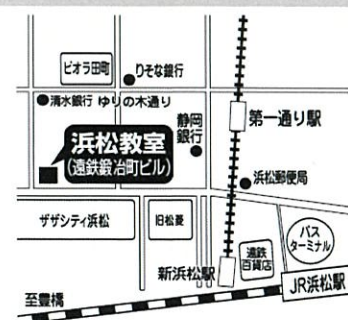 ビオラ田町
りそな銀行
清水銀行 ゆりの木通り
静岡
銀行
第一通り駅
浜松教室
(遠鉄鍛冶町ビル)
浜松郵便局
ザザシティ浜松
旧松菱
バス
ターミナル
遠鉄
百貨店
新浜松駅
JR浜松駅
至豊橋